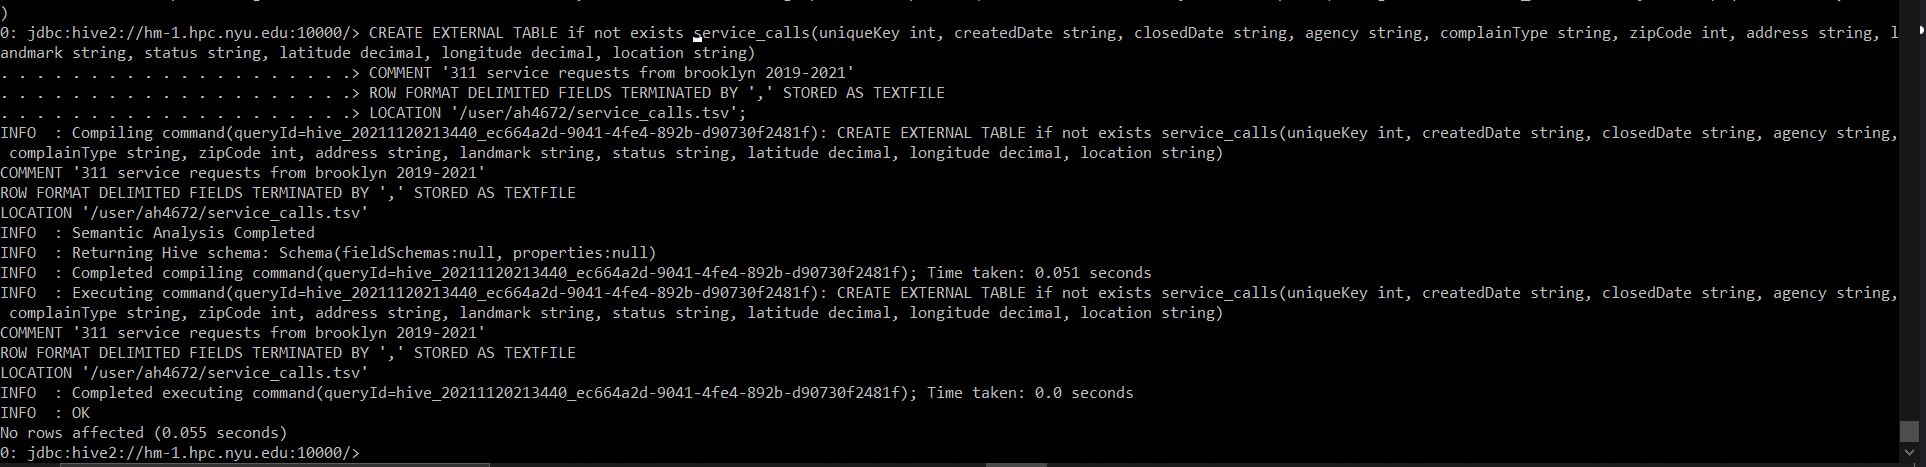 )
0: jdbc:hive2://hm-1.hpc.nyu.edu:10000/> CREATE EXTERNAL TABLE if not exists service_calls(uniqueKey int, createdDate string, closedDate string, agency string, complainType string, zipCode int, address string, l
andmark string, status string, latitude decimal, longitude decimal, location string)
. . . . . . . . . . . . . . . . . . . .> COMMENT '311 service requests from brooklyn 2019-2021'
. . . . . . . . . . . . . . . . . . . .> ROW FORMAT DELIMITED FIELDS TERMINATED BY ',' STORED AS TEXTFILE
. . . . . . . . . . . . . . . . . . . .> LOCATION '/user/ah4672/service_calls.tsv';
INFO  : Compiling command(queryId=hive_20211120213440_ec664a2d-9041-4fe4-892b-d90730f2481f): CREATE EXTERNAL TABLE if not exists service_calls(uniqueKey int, createdDate string, closedDate string, agency string,
 complainType string, zipCode int, address string, landmark string, status string, latitude decimal, longitude decimal, location string)
COMMENT '311 service requests from brooklyn 2019-2021'
ROW FORMAT DELIMITED FIELDS TERMINATED BY ',' STORED AS TEXTFILE
LOCATION '/user/ah4672/service_calls.tsv'
INFO  : Semantic Analysis Completed
INFO  : Returning Hive schema: Schema(fieldSchemas:null, properties:null)
INFO  : Completed compiling command(queryId=hive_20211120213440_ec664a2d-9041-4fe4-892b-d90730f2481f); Time taken: 0.051 seconds
INFO  : Executing command(queryId=hive_20211120213440_ec664a2d-9041-4fe4-892b-d90730f2481f): CREATE EXTERNAL TABLE if not exists service_calls(uniqueKey int, createdDate string, closedDate string, agency string,
 complainType string, zipCode int, address string, landmark string, status string, latitude decimal, longitude decimal, location string)
COMMENT '311 service requests from brooklyn 2019-2021'
ROW FORMAT DELIMITED FIELDS TERMINATED BY ',' STORED AS TEXTFILE
LOCATION '/user/ah4672/service_calls.tsv'
INFO  : Completed executing command(queryId=hive_20211120213440_ec664a2d-9041-4fe4-892b-d90730f2481f); Time taken: 0.0 seconds
INFO  : OK
No rows affected (0.055 seconds)
0: jdbc:hive2://hm-1.hpc.nyu.edu:10000/>